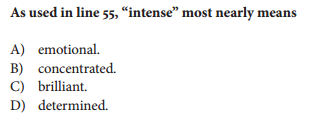 As used in line 55, “intense” most nearly means
A) emotional.
B) concentrated.
C) brilliant.
D) determined.